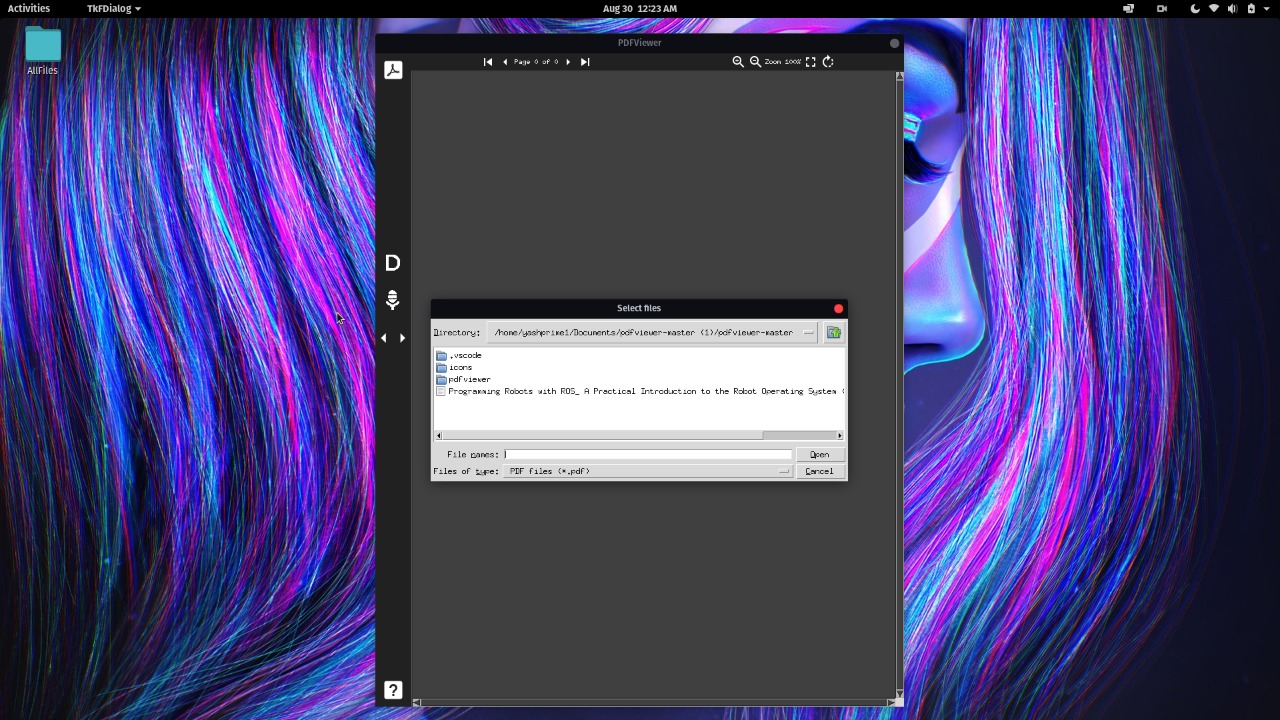 Activities TkFDialog Aug 30 12:23 AM
AllFiles
PDFViewer
Page 0 of 0 Zoom 100%
D
Select files
Directory: /home/yashprime1/Documents/pdfviewer-master (1)/pdfviewer-master
.vscode
icons
pdfviewer
Programming Robots with ROS_ A Practical Introduction to the Robot Operating System (
File names: Open
Files of type: PDF files (*.pdf) Cancel
?